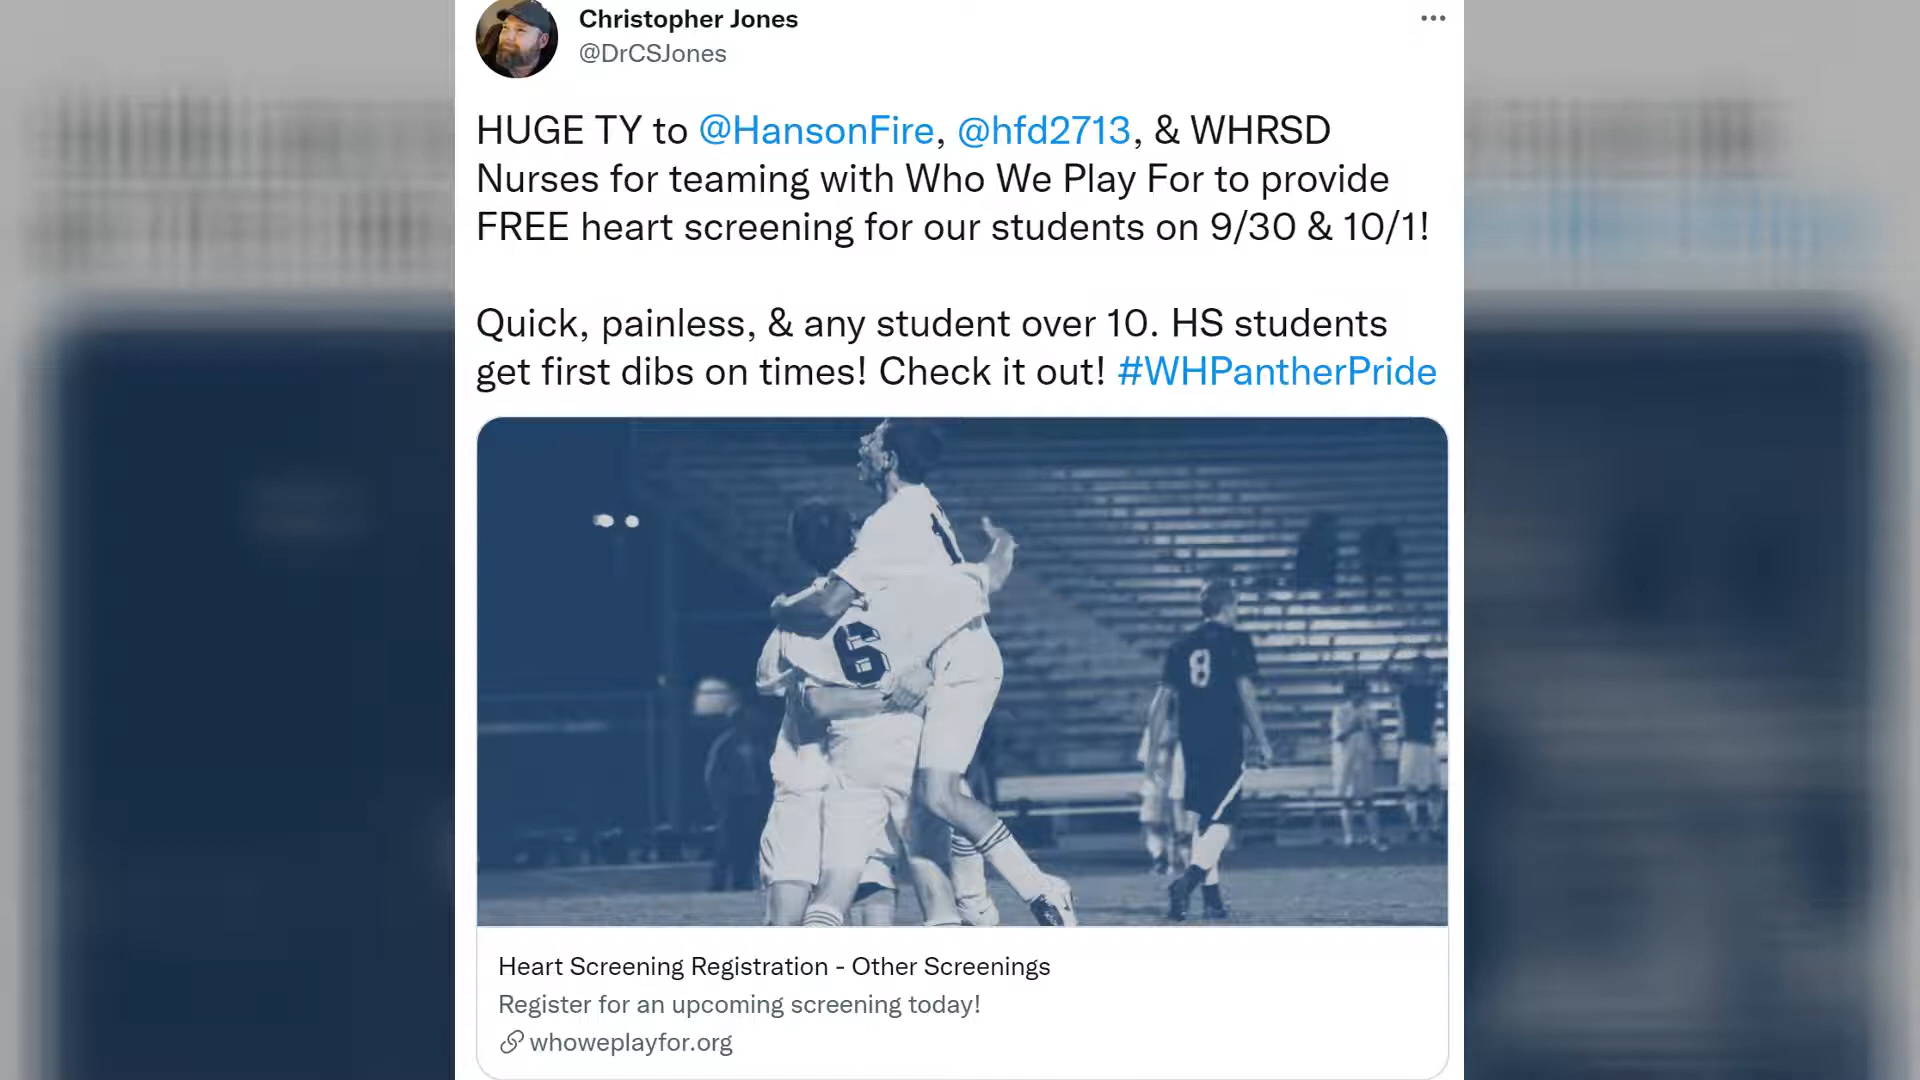 Christopher Jones
@DrCSJones
HUGE TY to @HansonFire, @hfd2713, & WHRSD
Nurses for teaming with Who We Play For to provide
FREE heart screening for our students on 9/30 & 10/1!
Quick, painless, & any student over 10. HS students
get first dibs on times! Check it out! #WHPantherPride
6
8
Heart Screening Registration - Other Screenings
Register for an upcoming screening today!
whoweplayfor.org